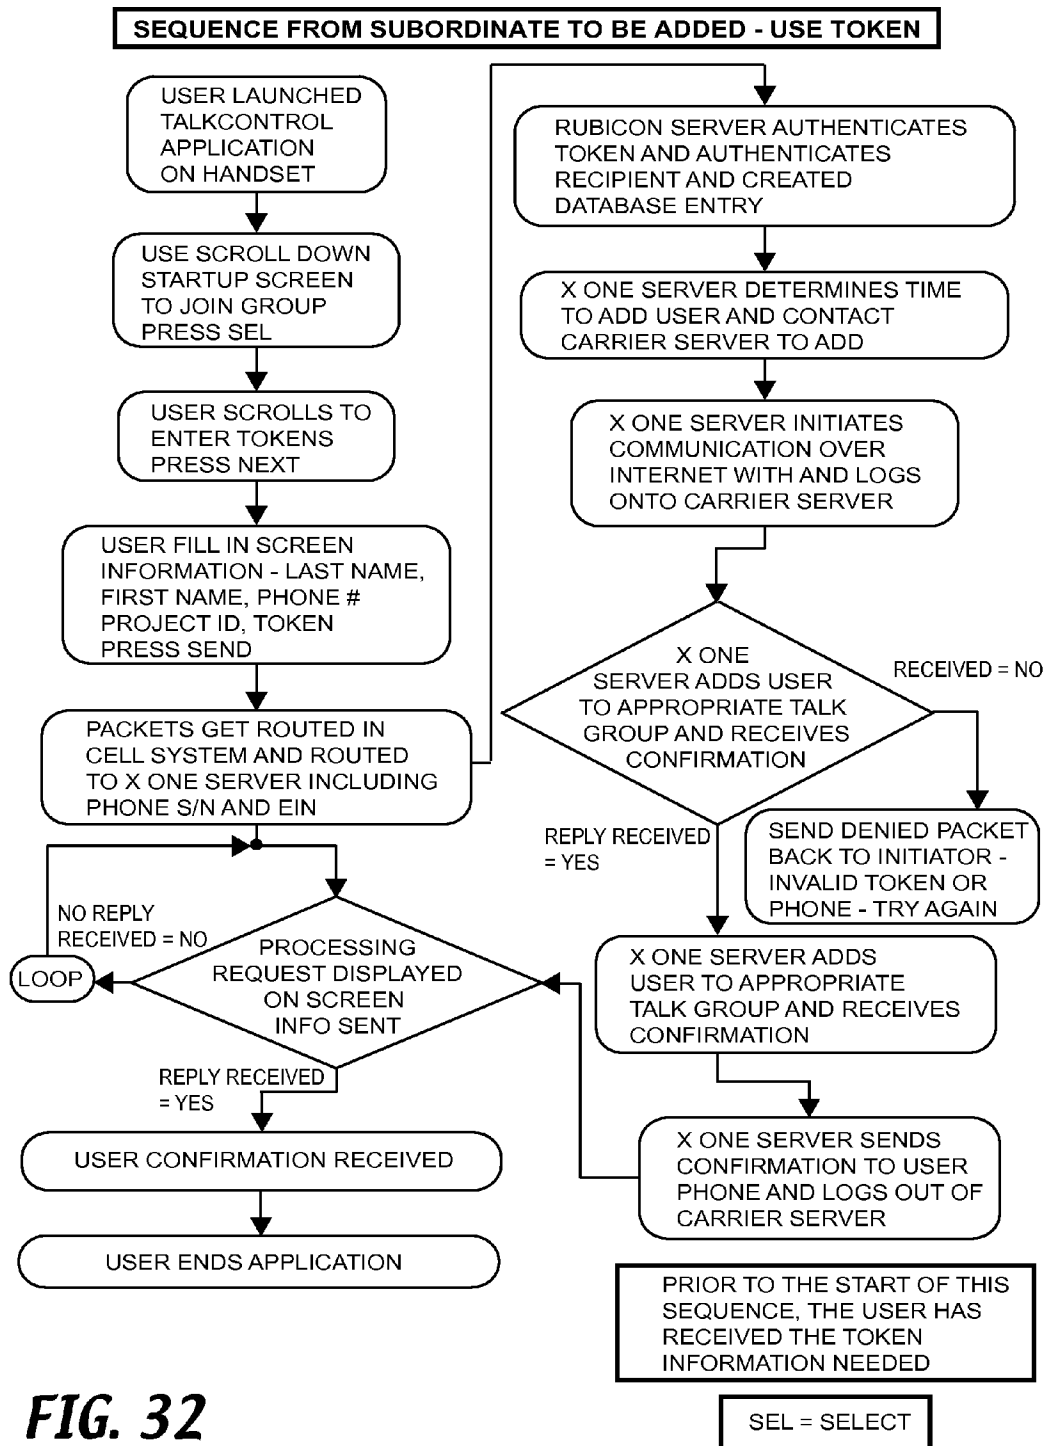 SEQUENCE FROM SUBORDINATE TO BE ADDED - USE TOKEN
USER LAUNCHED
TALKCONTROL
APPLICATION
ON HANDSET
USE SCROLL DOWN
STARTUP SCREEN
TO JOIN GROUP
PRESS SEL
USER SCROLLS TO
ENTER TOKENS
PRESS NEXT
USER FILL IN SCREEN
INFORMATION - LAST NAME,
FIRST NAME, PHONE #
PROJECT ID, TOKEN
PRESS SEND
PACKETS GET ROUTED IN
CELL SYSTEM AND ROUTED
TO X ONE SERVER INCLUDING
PHONE S/N AND EIN
NO REPLY
RECEIVED = NO
LOOP
PROCESSING
REQUEST DISPLAYED
ON SCREEN
INFO SENT
REPLY RECEIVED
= YES
USER CONFIRMATION RECEIVED
USER ENDS APPLICATION
RUBICON SERVER AUTHENTICATES
TOKEN AND AUTHENTICATES
RECIPIENT AND CREATED
DATABASE ENTRY
X ONE SERVER DETERMINES TIME
TO ADD USER AND CONTACT
CARRIER SERVER TO ADD
X ONE SERVER INITIATES
COMMUNICATION OVER
INTERNET WITH AND LOGS
ONTO CARRIER SERVER
X ONE
SERVER ADDS USER
TO APPROPRIATE TALK
GROUP AND RECEIVES
CONFIRMATION
RECEIVED = NO
REPLY RECEIVED
= YES
SEND DENIED PACKET
BACK TO INITIATOR -
INVALID TOKEN OR
PHONE - TRY AGAIN
X ONE SERVER ADDS
USER TO APPROPRIATE
TALK GROUP AND RECEIVES
CONFIRMATION
X ONE SERVER SENDS
CONFIRMATION TO USER
PHONE AND LOGS OUT OF
CARRIER SERVER
PRIOR TO THE START OF THIS
SEQUENCE, THE USER HAS
RECEIVED THE TOKEN
INFORMATION NEEDED
SEL = SELECT
FIG. 32